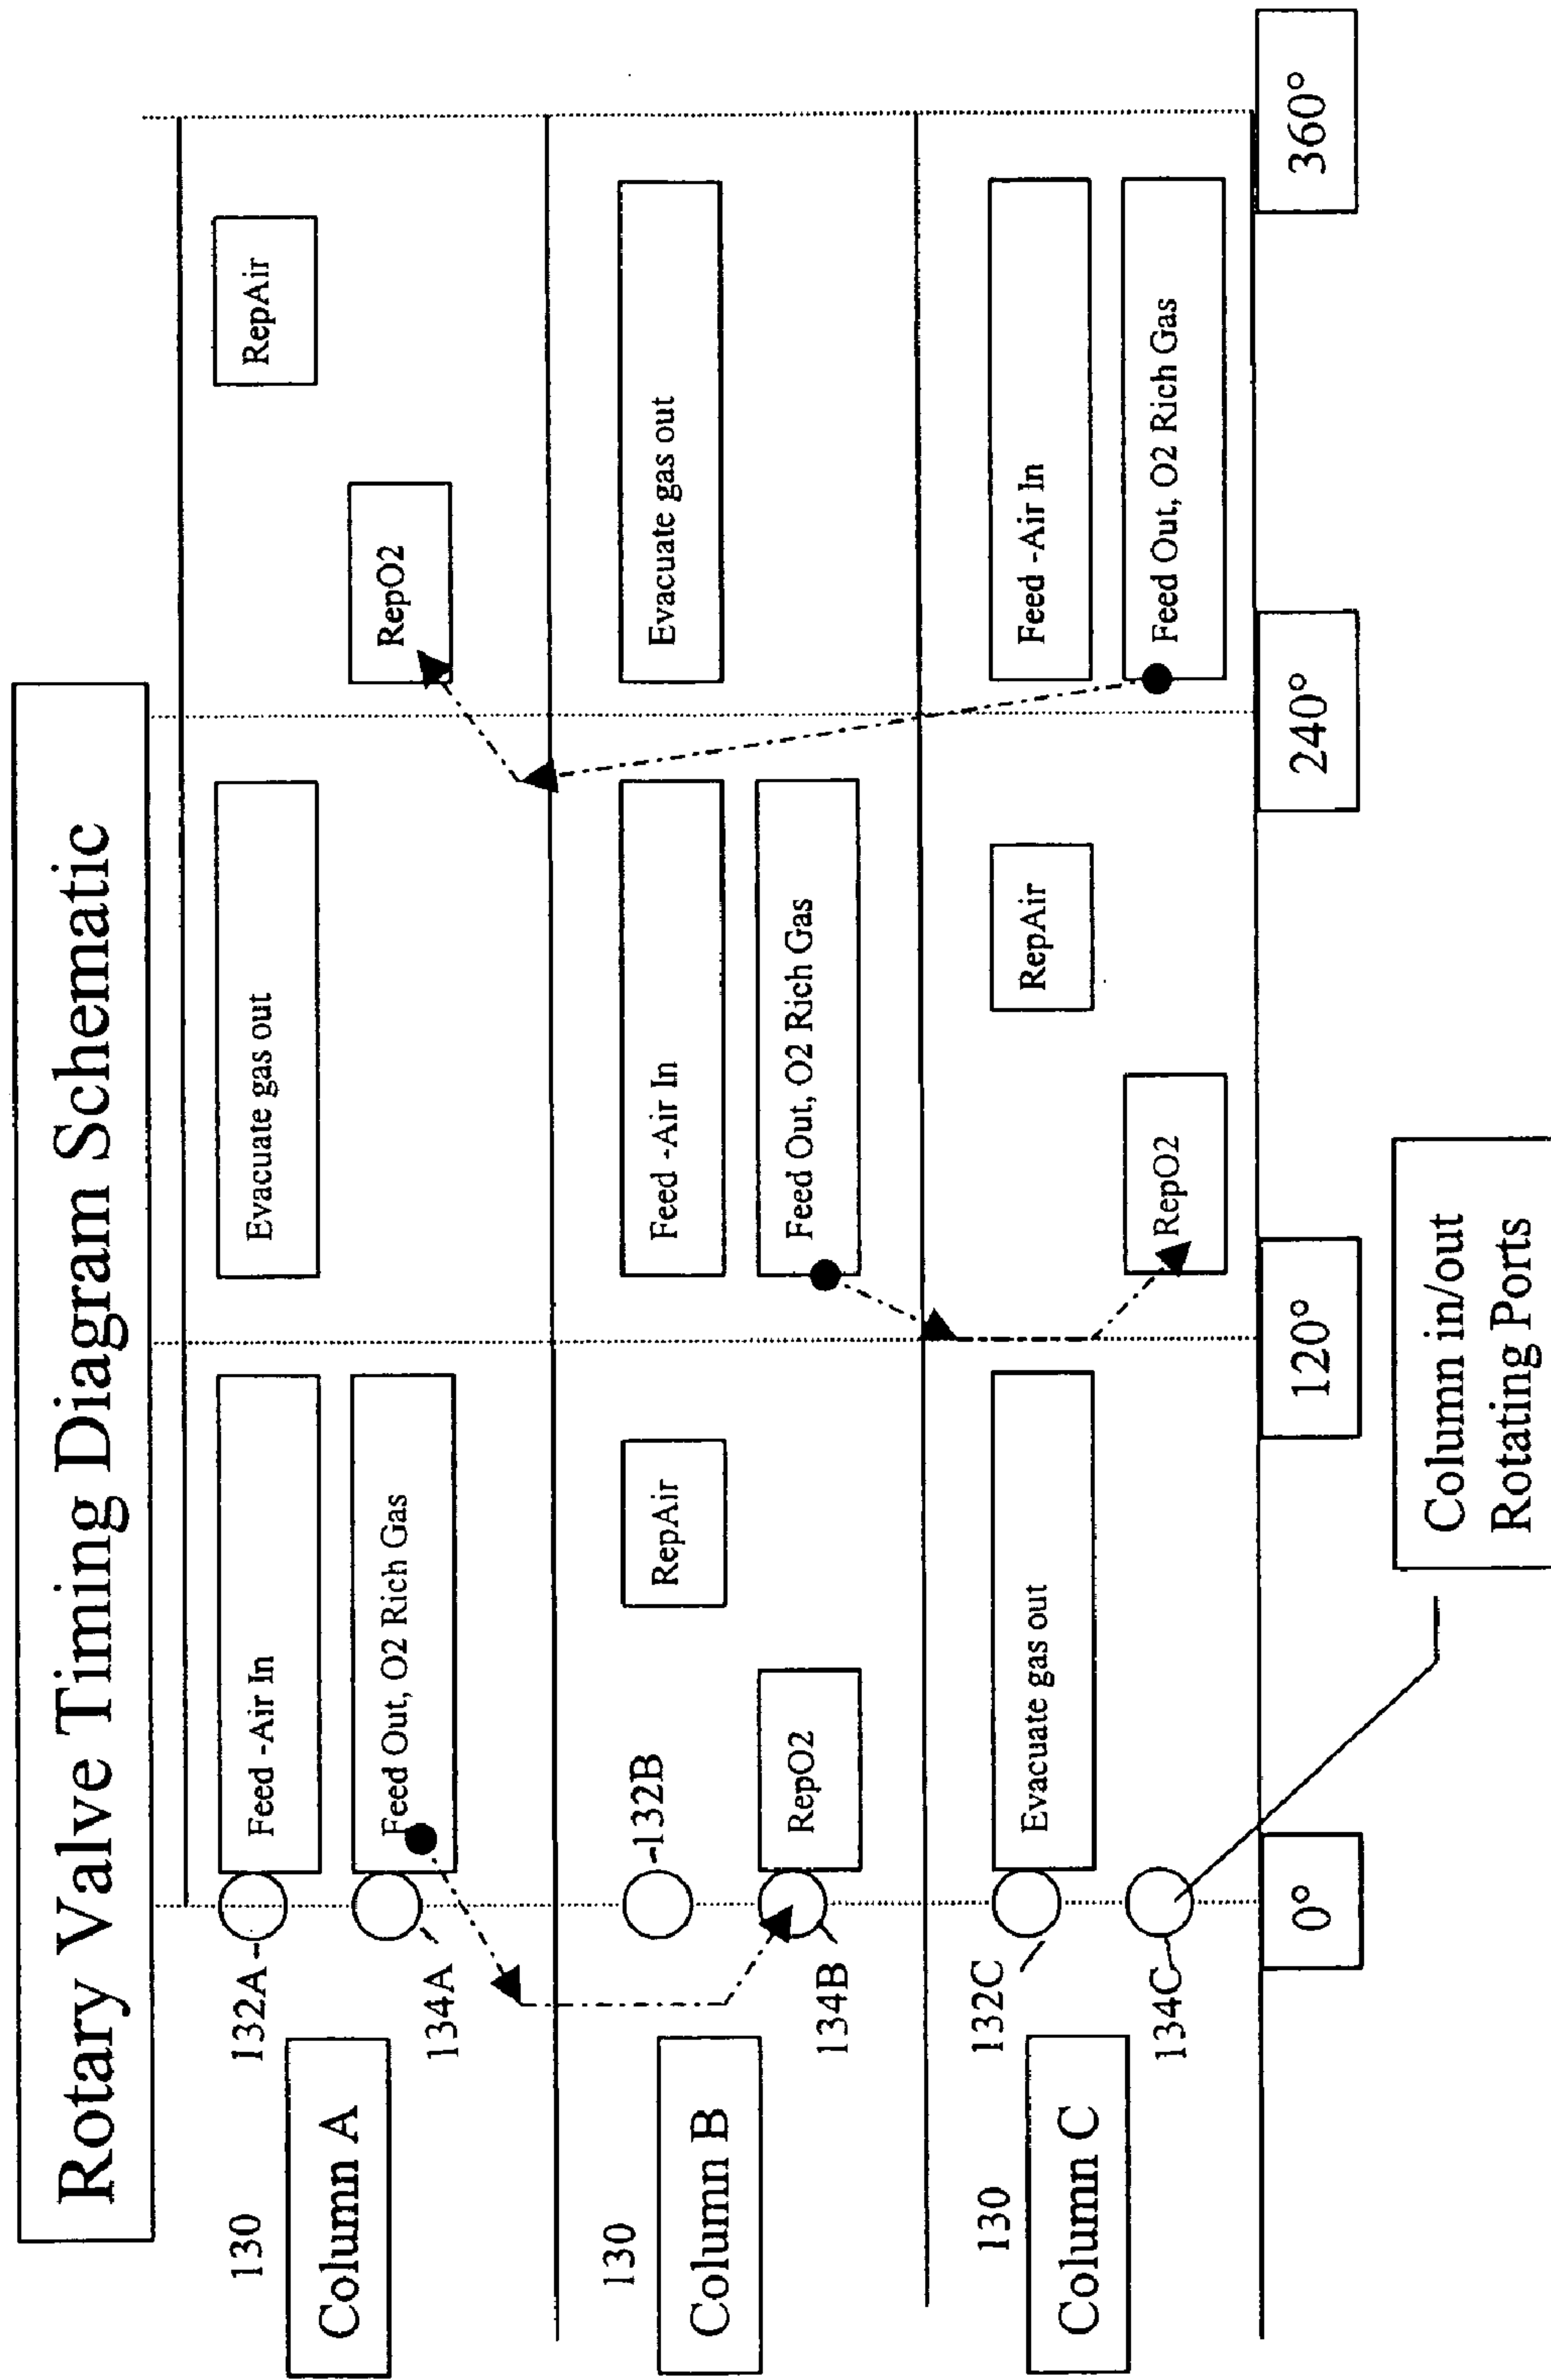 Rotary Valve Timing Diagram Schematic
130
Column A
132A
134A
Feed -Air In
Feed Out, O2 Rich Gas
Evacuate gas out
RepO2
RepAir
130
Column B
132B
134B
RepO2
RepAir
Feed -Air In
Feed Out, O2 Rich Gas
Evacuate gas out
130
Column C
132C
134C
Evacuate gas out
RepO2
RepAir
Feed -Air In
Feed Out, O2 Rich Gas
0°
120°
240°
360°
Column in/out
Rotating Ports